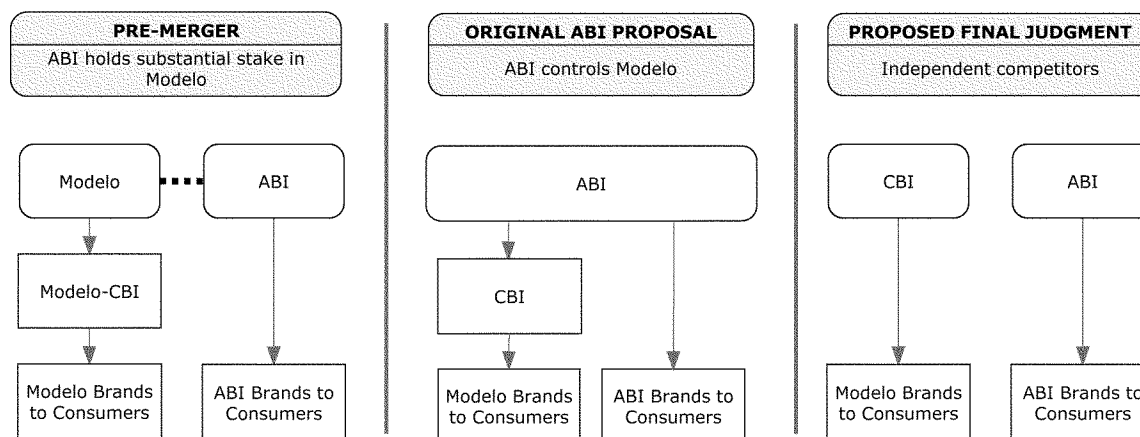 PRE-MERGER
ABI holds substantial stake in
Modelo
Modelo
ABI
Modelo-CBI
Modelo Brands
to Consumers
ABI Brands to
Consumers
ORIGINAL ABI PROPOSAL
ABI controls Modelo
ABI
CBI
Modelo Brands
to Consumers
ABI Brands to
Consumers
PROPOSED FINAL JUDGMENT
Independent competitors
CBI
ABI
Modelo Brands
to Consumers
ABI Brands to
Consumers